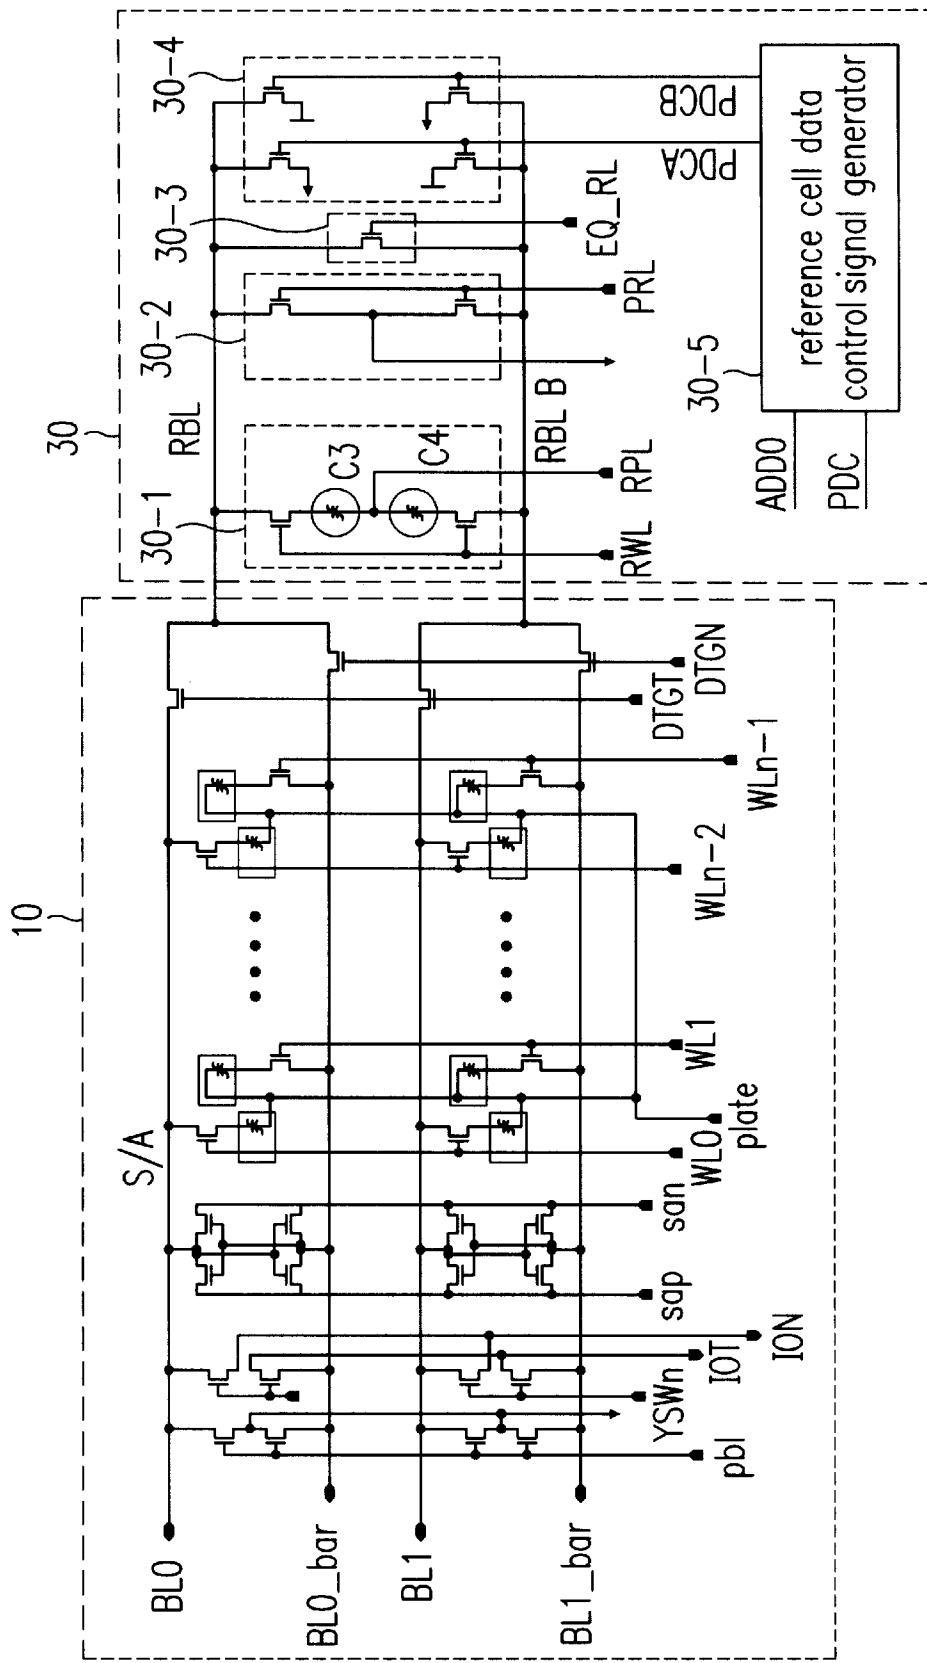 10
30
30-1
30-2
30-3
30-4
RBL
C3
C4
RBL B
RWL
RPL
PRL
EQ_RL
PDCA
PDCB
30-5
ADD0
PDC
reference cell data
control signal generator
S/A
BL0
BL0_bar
BL1
BL1_bar
pbl
YSWn
IOT
ION
sap
san
WL0
plate
WL1
WLn-2
WLn-1
DTGT
DTGN